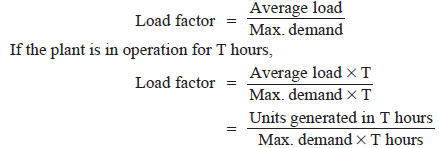 Load factor = Average load / Max. demand
If the plant is in operation for T hours,
Load factor = Average load × T / Max. demand × T
= Units generated in T hours / Max. demand × T hours